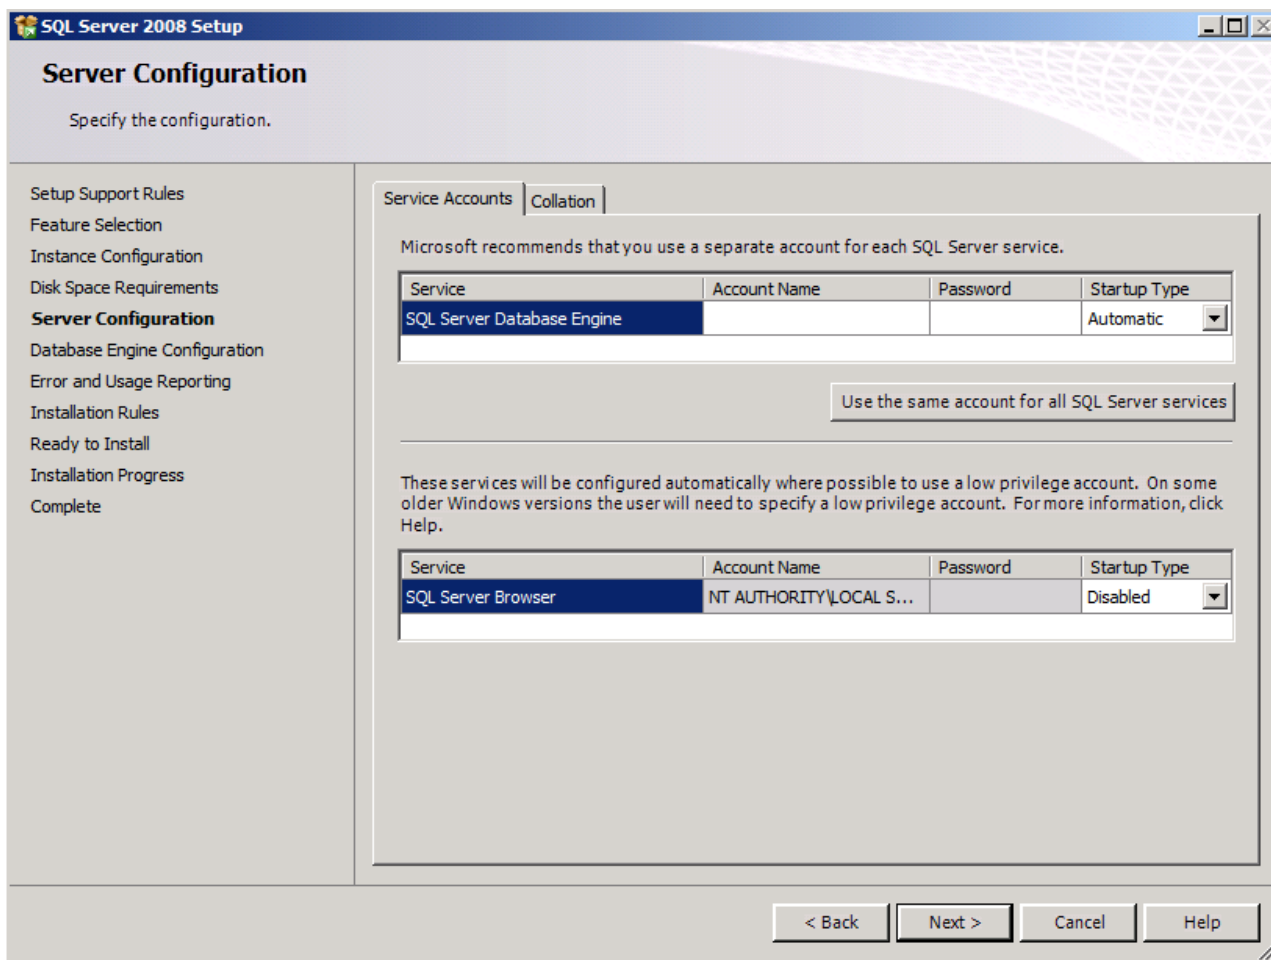 SQL Server 2008 Setup
Server Configuration
Specify the configuration.
Setup Support Rules
Feature Selection
Instance Configuration
Disk Space Requirements
Server Configuration
Database Engine Configuration
Error and Usage Reporting
Installation Rules
Ready to Install
Installation Progress
Complete
Service Accounts Collation
Microsoft recommends that you use a separate account for each SQL Server service.
Service Account Name Password Startup Type
SQL Server Database Engine Automatic
Use the same account for all SQL Server services
These services will be configured automatically where possible to use a low privilege account. On some
older Windows versions the user will need to specify a low privilege account. For more information, click
Help.
Service Account Name Password Startup Type
SQL Server Browser NT AUTHORITY\LOCAL S... Disabled
< Back Next > Cancel Help